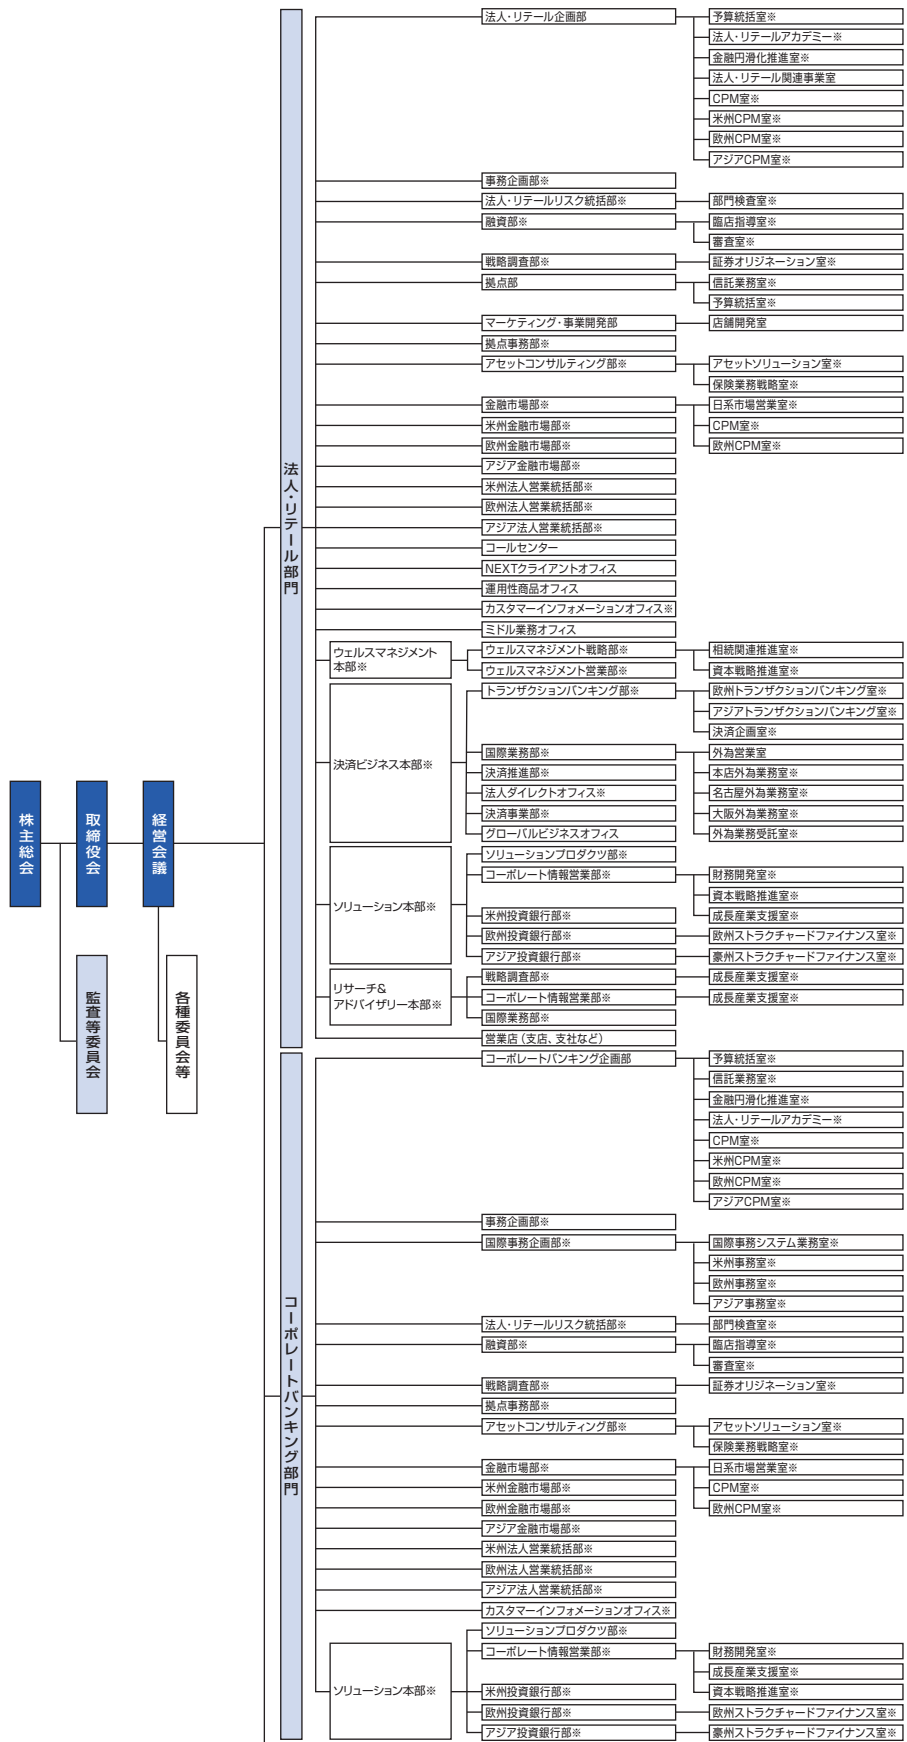 株主総会
取締役会
経営会議
監査等委員会
各種委員会等
法人・リテール部門
法人・リテール企画部
予算統括室※
法人・リテールアカデミー※
金融円滑化推進室※
法人・リテール関連事業室
CPM室※
米州CPM室※
欧州CPM室※
アジアCPM室※
事務企画部※
法人・リテールリスク統括部※
部門検査室※
融資部※
臨店指導室※
審査室※
戦略調査部※
証券オリジネーション室※
拠点部
信託業務室※
予算統括室※
マーケティング・事業開発部
店舗開発室
拠点事務部※
アセットコンサルティング部※
アセットソリューション室※
保険業務戦略室※
金融市場部※
日系市場営業室※
米州金融市場部※
CPM室※
欧州金融市場部※
欧州CPM室※
アジア金融市場部※
米州法人営業統括部※
欧州法人営業統括部※
アジア法人営業統括部※
コールセンター
NEXTクライアントオフィス
運用性商品オフィス
カスタマーインフォメーションオフィス※
ミドル業務オフィス
ウェルスマネジメント
本部※
ウェルスマネジメント戦略部※
相続関連推進室※
ウェルスマネジメント営業部※
資本戦略推進室※
決済ビジネス本部※
トランザクションバンキング部※
欧州トランザクションバンキング室※
アジアトランザクションバンキング室※
決済企画室※
国際業務部※
外為営業室
決済推進部※
本店外為業務室※
法人ダイレクトオフィス※
名古屋外為業務室※
決済事業部※
大阪外為業務室※
グローバルビジネスオフィス
外為業務受託室※
ソリューション本部※
ソリューションプロダクツ部※
コーポレート情報営業部※
財務開発室※
資本戦略推進室※
米州投資銀行部※
成長産業支援室※
欧州投資銀行部※
欧州ストラクチャードファイナンス室※
アジア投資銀行部※
豪州ストラクチャードファイナンス室※
リサーチ&
アドバイザリー本部※
戦略調査部※
成長産業支援室※
コーポレート情報営業部※
成長産業支援室※
国際業務部※
営業店（支店、支社など）
コーポレートバンキング部門
コーポレートバンキング企画部
予算統括室※
信託業務室※
金融円滑化推進室※
法人・リテールアカデミー※
CPM室※
米州CPM室※
欧州CPM室※
アジアCPM室※
事務企画部※
国際事務企画部※
国際事務システム業務室※
米州事務室※
欧州事務室※
アジア事務室※
法人・リテールリスク統括部※
部門検査室※
融資部※
臨店指導室※
審査室※
戦略調査部※
証券オリジネーション室※
拠点事務部※
アセットコンサルティング部※
アセットソリューション室※
保険業務戦略室※
金融市場部※
日系市場営業室※
米州金融市場部※
CPM室※
欧州金融市場部※
欧州CPM室※
アジア金融市場部※
米州法人営業統括部※
欧州法人営業統括部※
アジア法人営業統括部※
カスタマーインフォメーションオフィス※
ソリューション本部※
ソリューションプロダクツ部※
コーポレート情報営業部※
財務開発室※
成長産業支援室※
米州投資銀行部※
資本戦略推進室※
欧州投資銀行部※
欧州ストラクチャードファイナンス室※
アジア投資銀行部※
豪州ストラクチャードファイナンス室※